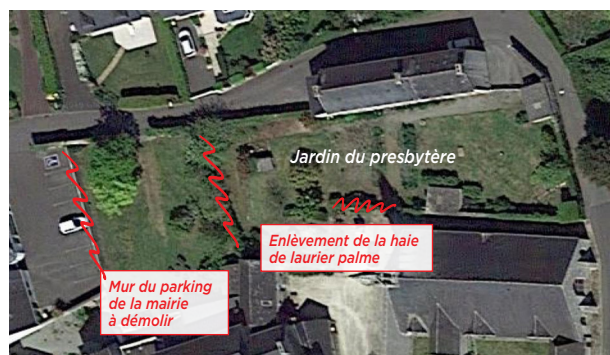 Jardin du presbytère
Enlèvement de la haie
de laurier palme
Mur du parking
de la mairie
à démolir